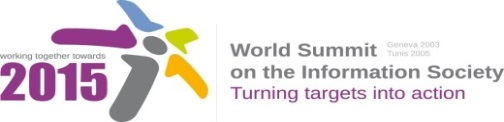 working together towards
2015
World Summit
Geneva 2003
Tunis 2005
on the Information Society
Turning targets into action